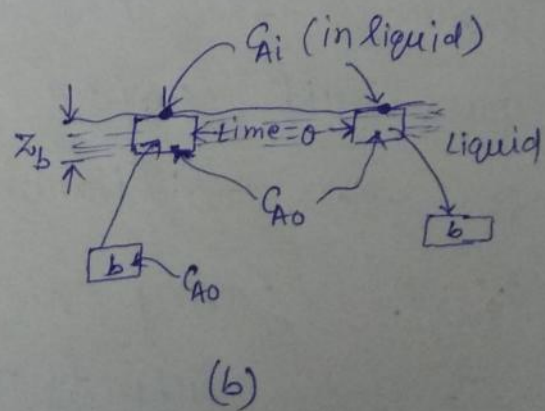 C_Ai (in liquid)
Z_b
time=0
Liquid
C_A0
b
b
C_A0
(b)